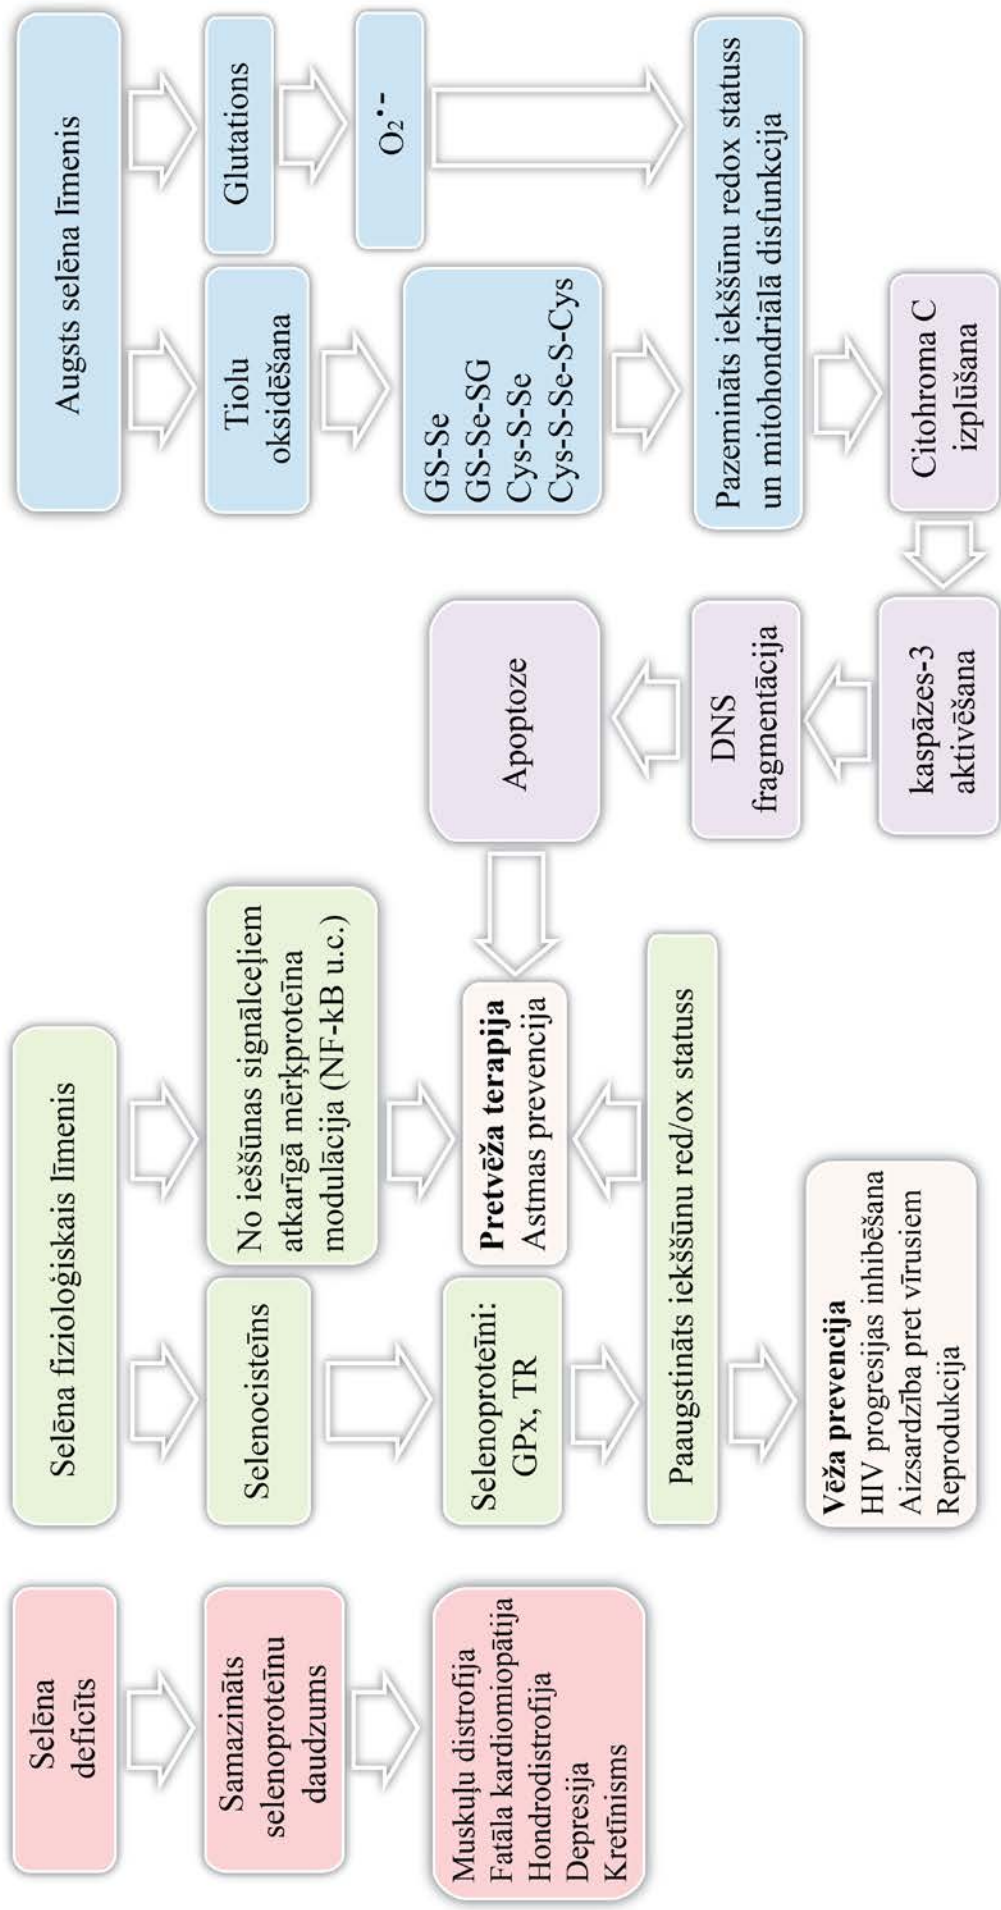 Selēna
deficīts
Samazināts
selenoproteīnu
daudzums
Muskuļu distrofija
Fatāla kardiomiopātija
Hondrodistrofija
Depresija
Kretīnisms
Selēna fizioloģiskais līmenis
Selenocisteīns
No iešūnas signālceļiem
atkarīgā mērķproteīna
modulācija (NF-kB u.c.)
Selenoproteīni:
GPx, TR
Pretvēža terapija
Astmas prevencija
Paaugstināts iekššūnu red/ox statuss
Vēža prevencija
HIV progresijas inhibēšana
Aizsardzība pret vīrusiem
Reprodukcija
Augsts selēna līmenis
Tiolu
oksidēšana
Glutations
GS-Se
GS-Se-SG
Cys-S-Se
Cys-S-Se-S-Cys
O₂•-
Pazemināts iekššūnu redox statuss
un mitohondriālā disfunkcija
Citohroma C
izplūšana
kaspāzes-3
aktivēšana
DNS
fragmentācija
Apoptoze